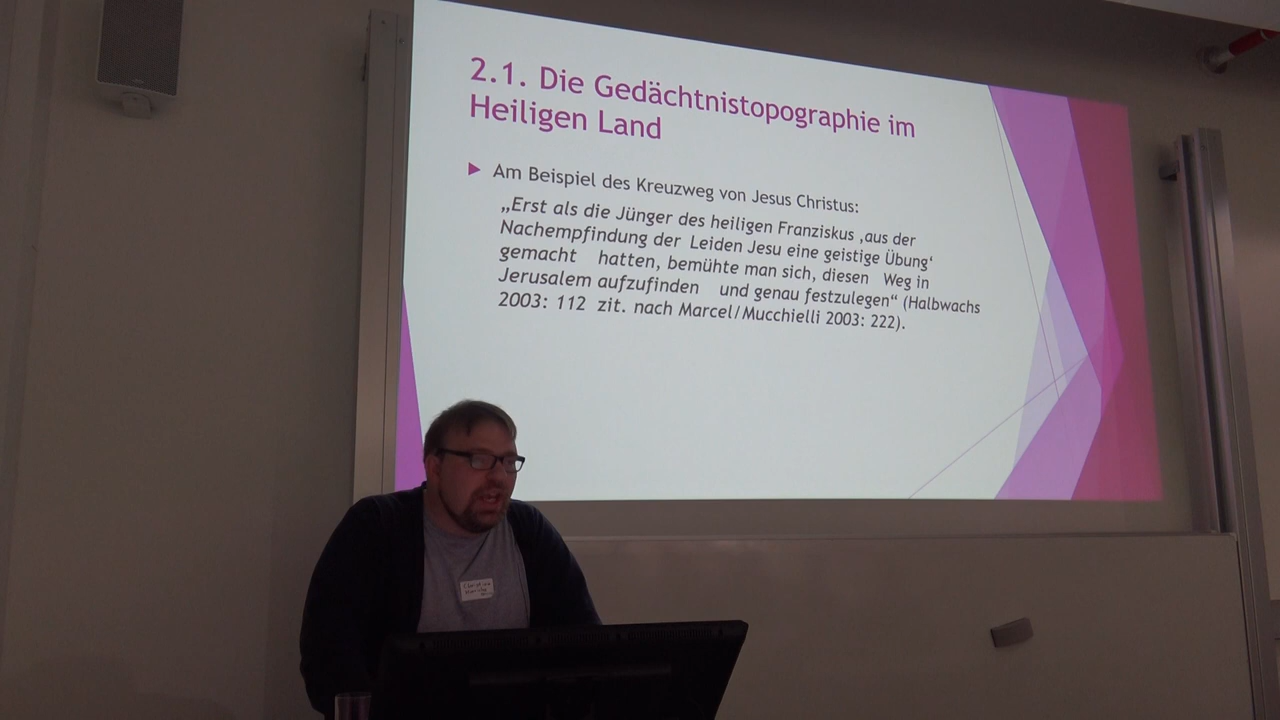 2.1. Die Gedächtnistopographie im
Heiligen Land
Am Beispiel des Kreuzweg von Jesus Christus:
„Erst als die Jünger des heiligen Franziskus ‚aus der
Nachempfindung der Leiden Jesu eine geistige Übung‘
gemacht hatten, bemühte man sich, diesen Weg in
Jerusalem aufzufinden und genau festzulegen“ (Halbwachs
2003: 112 zit. nach Marcel/Mucchielli 2003: 222).